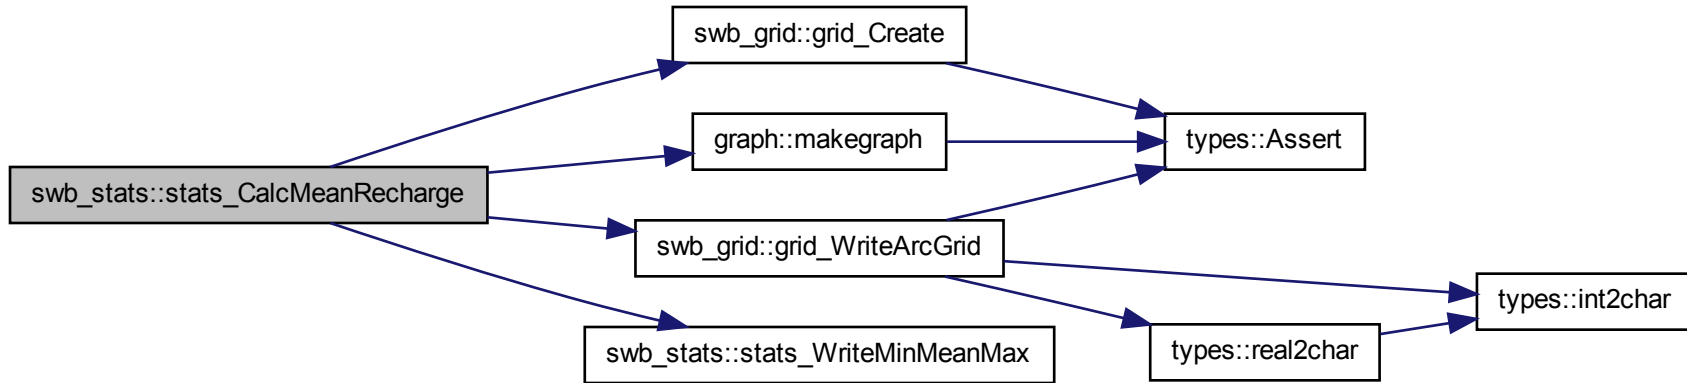 swb_grid::grid_Create
graph::makegraph
types::Assert
swb_stats::stats_CalcMeanRecharge
swb_grid::grid_WriteArcGrid
types::int2char
swb_stats::stats_WriteMinMeanMax
types::real2char